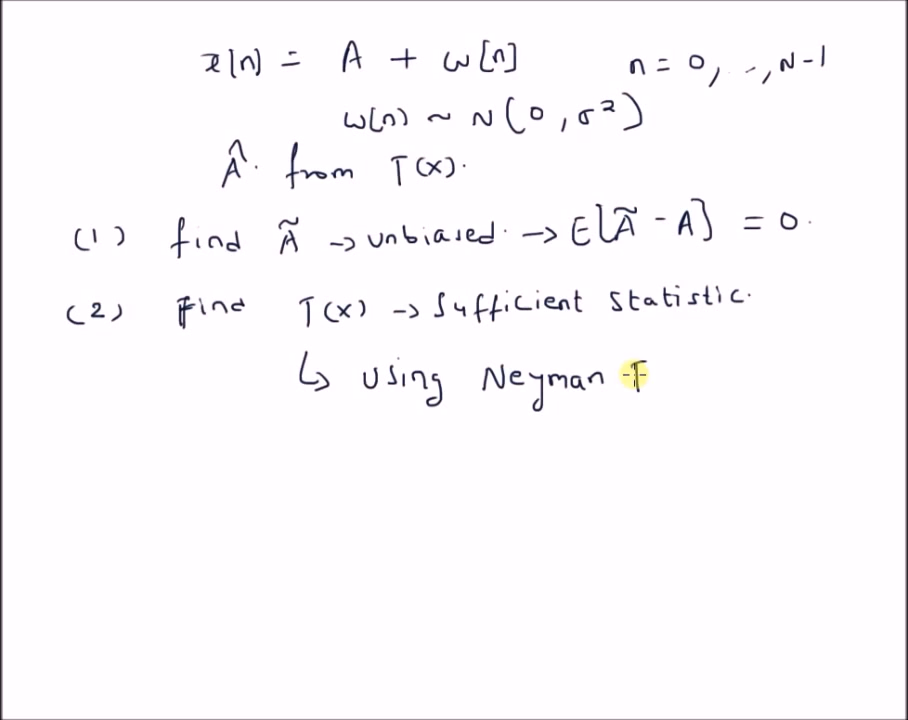 x[n] = A + w[n]    n = 0, .., N-1
w[n] ~ N(0, σ²)
Â. from T(x).
(1) find Ã → unbiased. → E[Ã - A] = 0.
(2) Find T(x) → Sufficient Statistic.
↳ using Neyman F